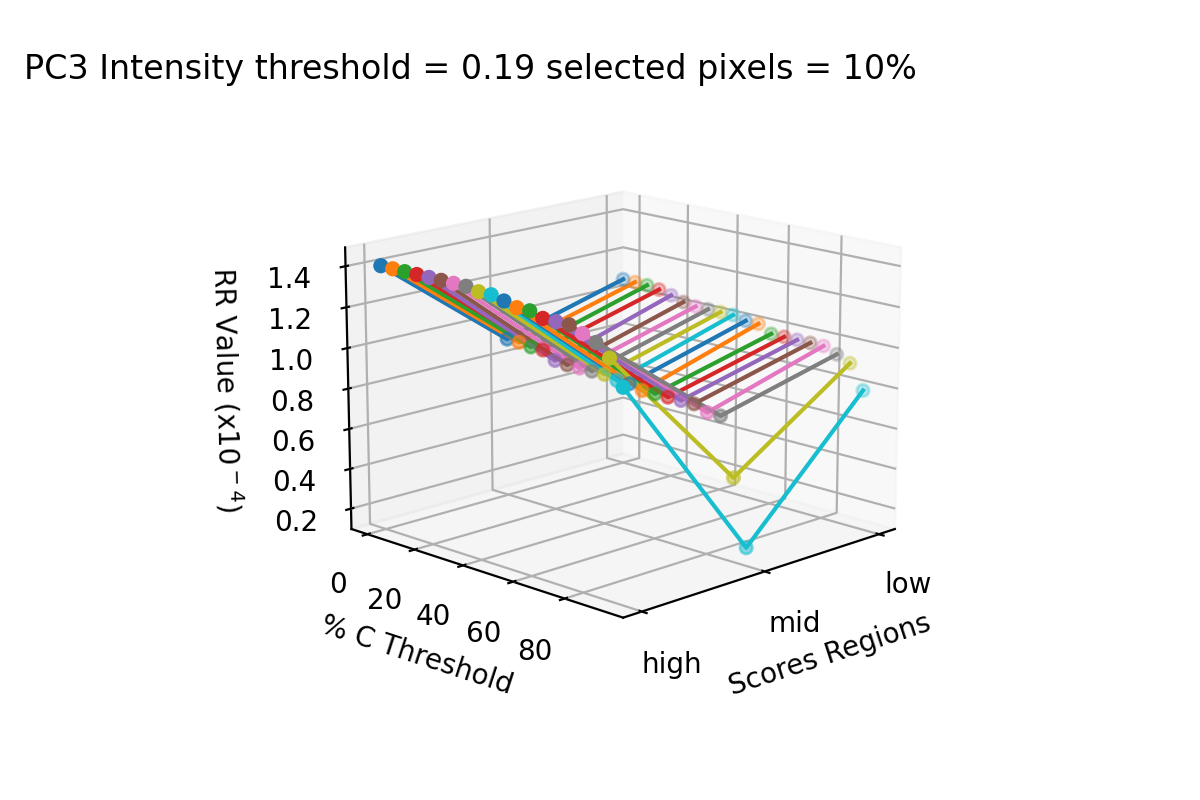 PC3 Intensity threshold = 0.19 selected pixels = 10%
RR Value (x10⁻⁴)
1.4
1.2
1.0
0.8
0.6
0.4
0.2
0
20
40
60
80
% C Threshold
high
mid
low
Scores Regions